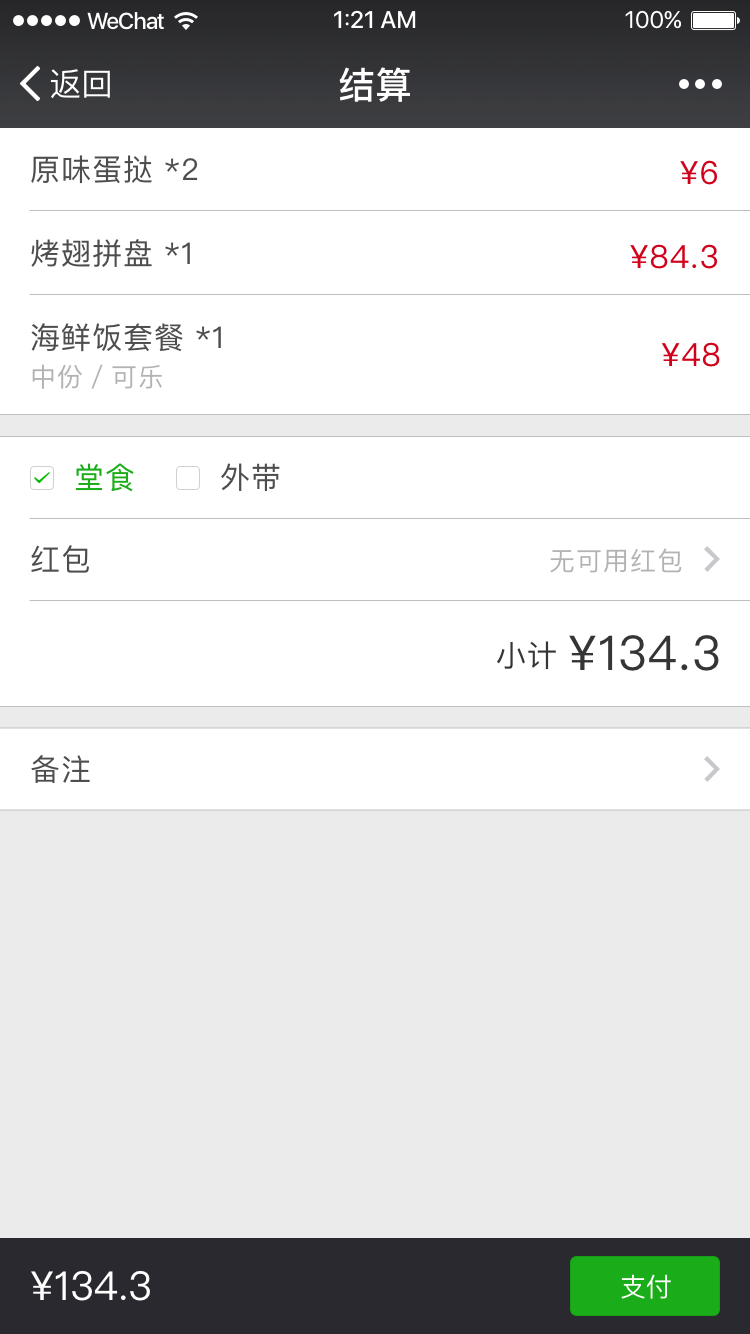 WeChat 1:21 AM 100%
返回 结算
原味蛋挞 *2 ¥6
烤翅拼盘 *1 ¥84.3
海鲜饭套餐 *1 ¥48
中份 / 可乐
堂食 外带
红包 无可用红包
小计 ¥134.3
备注
¥134.3 支付